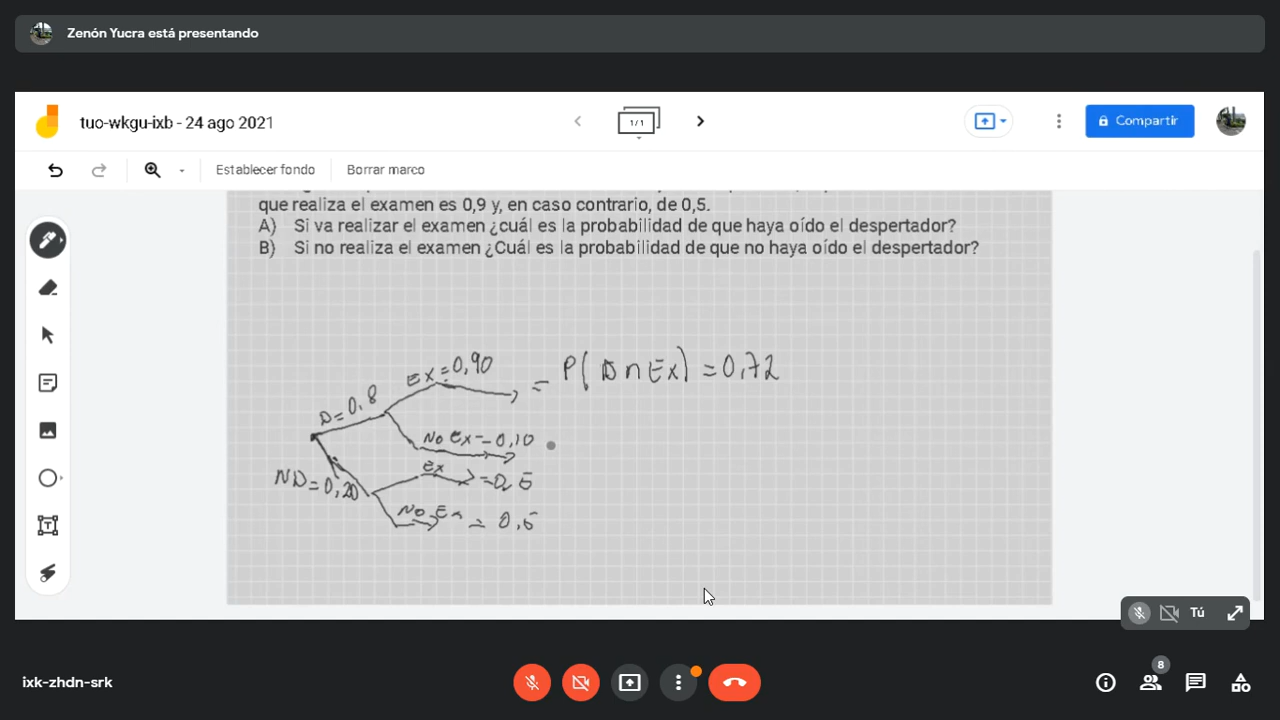 Zenón Yucra está presentando
tuo-wkgu-ixb - 24 ago 2021
1/1
Compartir
Establecer fondo
Borrar marco
que realiza el examen es 0,9 y, en caso contrario, de 0,5.
A) Si va realizar el examen ¿cuál es la probabilidad de que haya oído el despertador?
B) Si no realiza el examen ¿Cuál es la probabilidad de que no haya oído el despertador?
Ex = 0,90
= P(D ∩ Ex) = 0,72
D = 0,8
No Ex = 0,10
Ex = 0,5
ND = 0,20
No Ex = 0,5
Tú
ixk-zhdn-srk
8